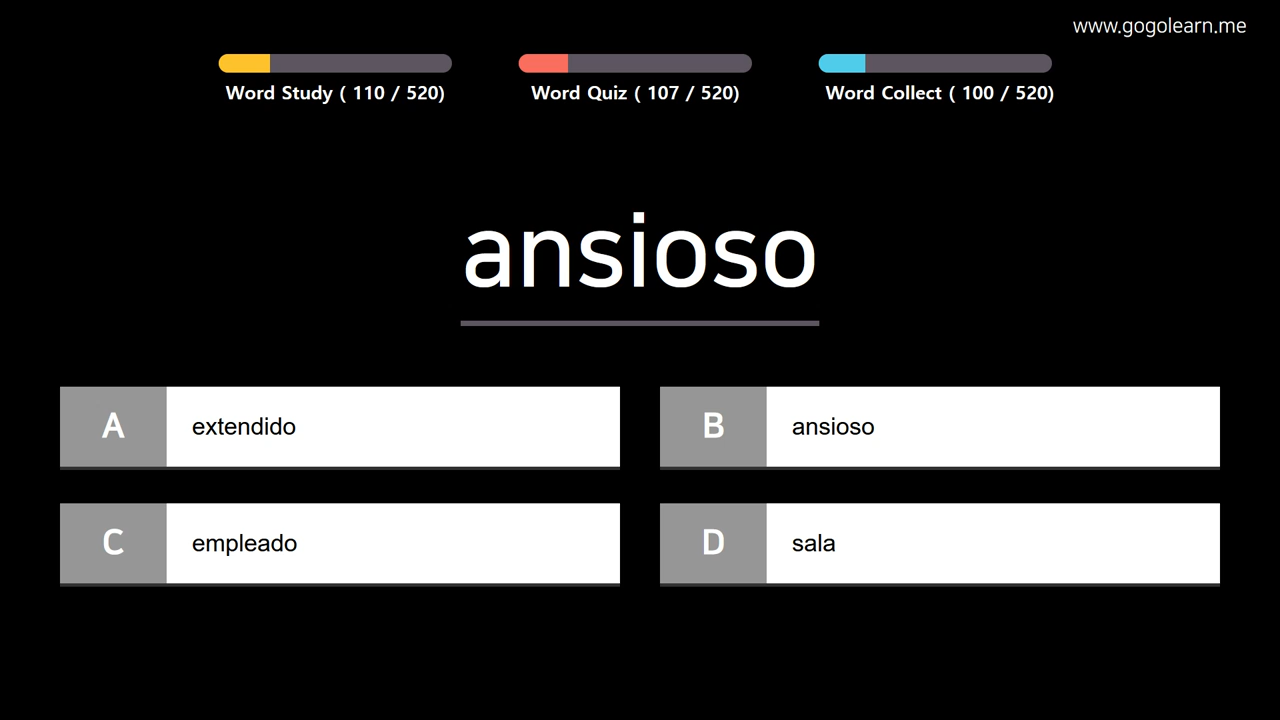 www.gogolearn.me
Word Study ( 110 / 520)
Word Quiz ( 107 / 520)
Word Collect ( 100 / 520)
ansioso
A extendido
B ansioso
C empleado
D sala